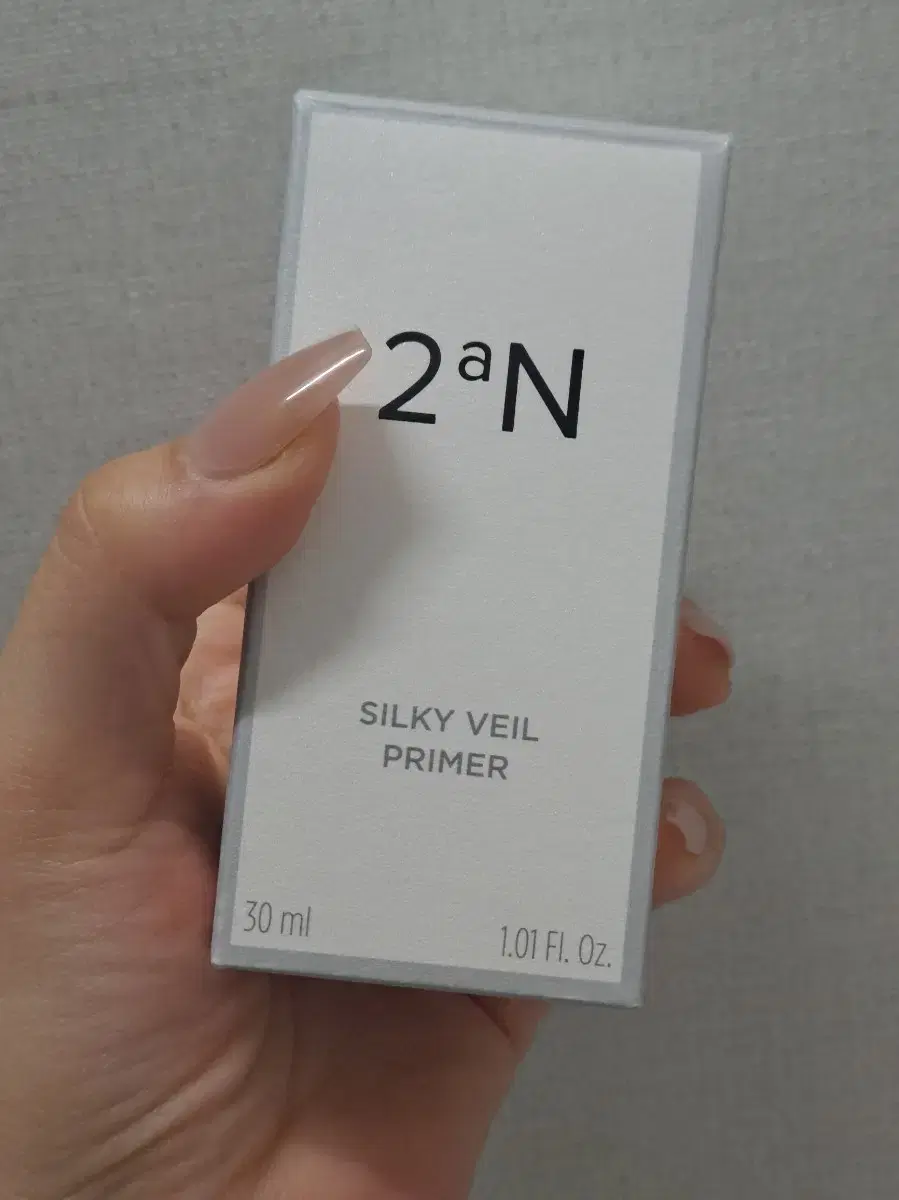 2aN
SILKY VEIL
PRIMER
30 ml
1.01 Fl. Oz.